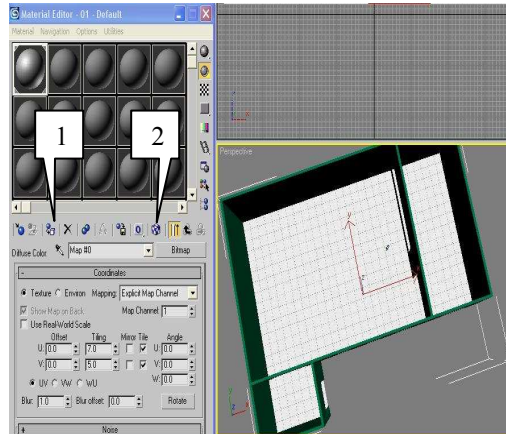 Material Editor - 01 - Default
Material Navigation Options Utilities
1
2
Diffuse Color: Map #0 Bitmap
- Coordinates
Texture Environ Mapping: Explicit Map Channel
Show Map on Back Map Channel: 1
Use Real-World Scale
Offset Tiling Mirror Tile Angle
U: 0.0 7.0 U: 0.0
V: 0.0 5.0 V: 0.0
UV VW WU W: 0.0
Blur: 1.0 Blur offset: 0.0 Rotate
+ Noise
Perspective
y
z